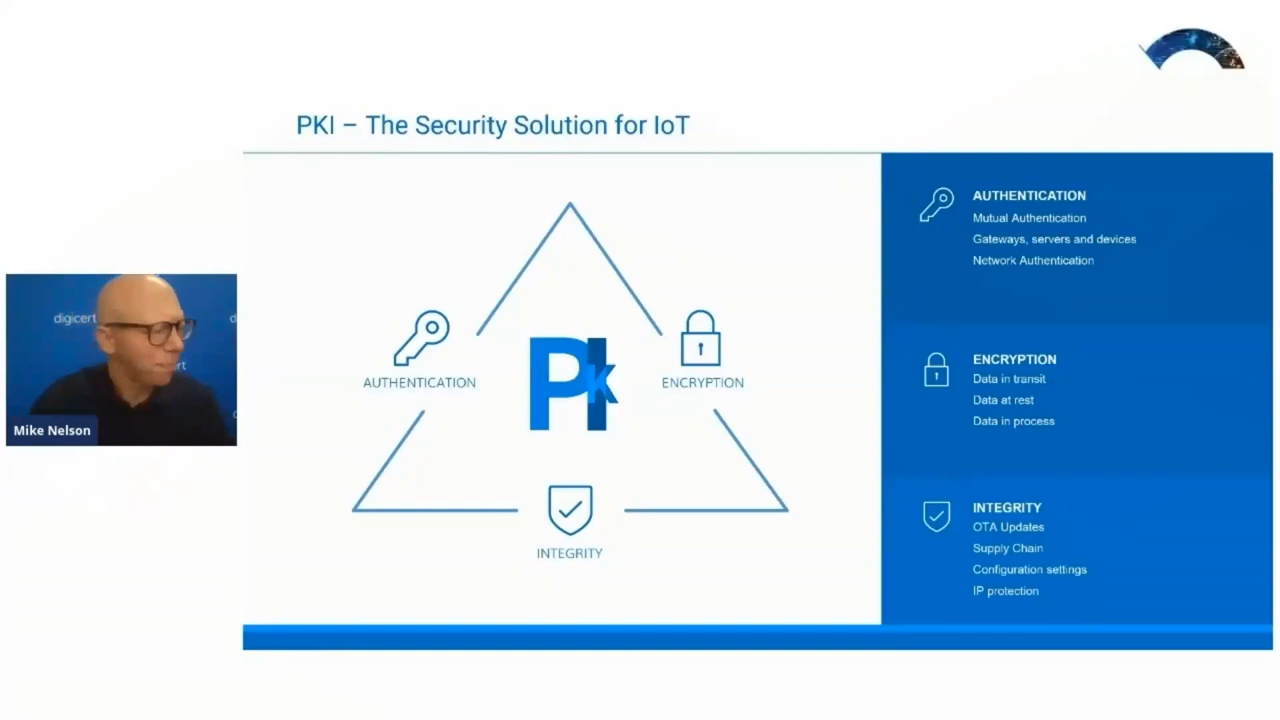 PKI – The Security Solution for IoT
AUTHENTICATION
ENCRYPTION
PKI
INTEGRITY
AUTHENTICATION
Mutual Authentication
Gateways, servers and devices
Network Authentication
ENCRYPTION
Data in transit
Data at rest
Data in process
INTEGRITY
OTA Updates
Supply Chain
Configuration settings
IP protection
digicert
Mike Nelson